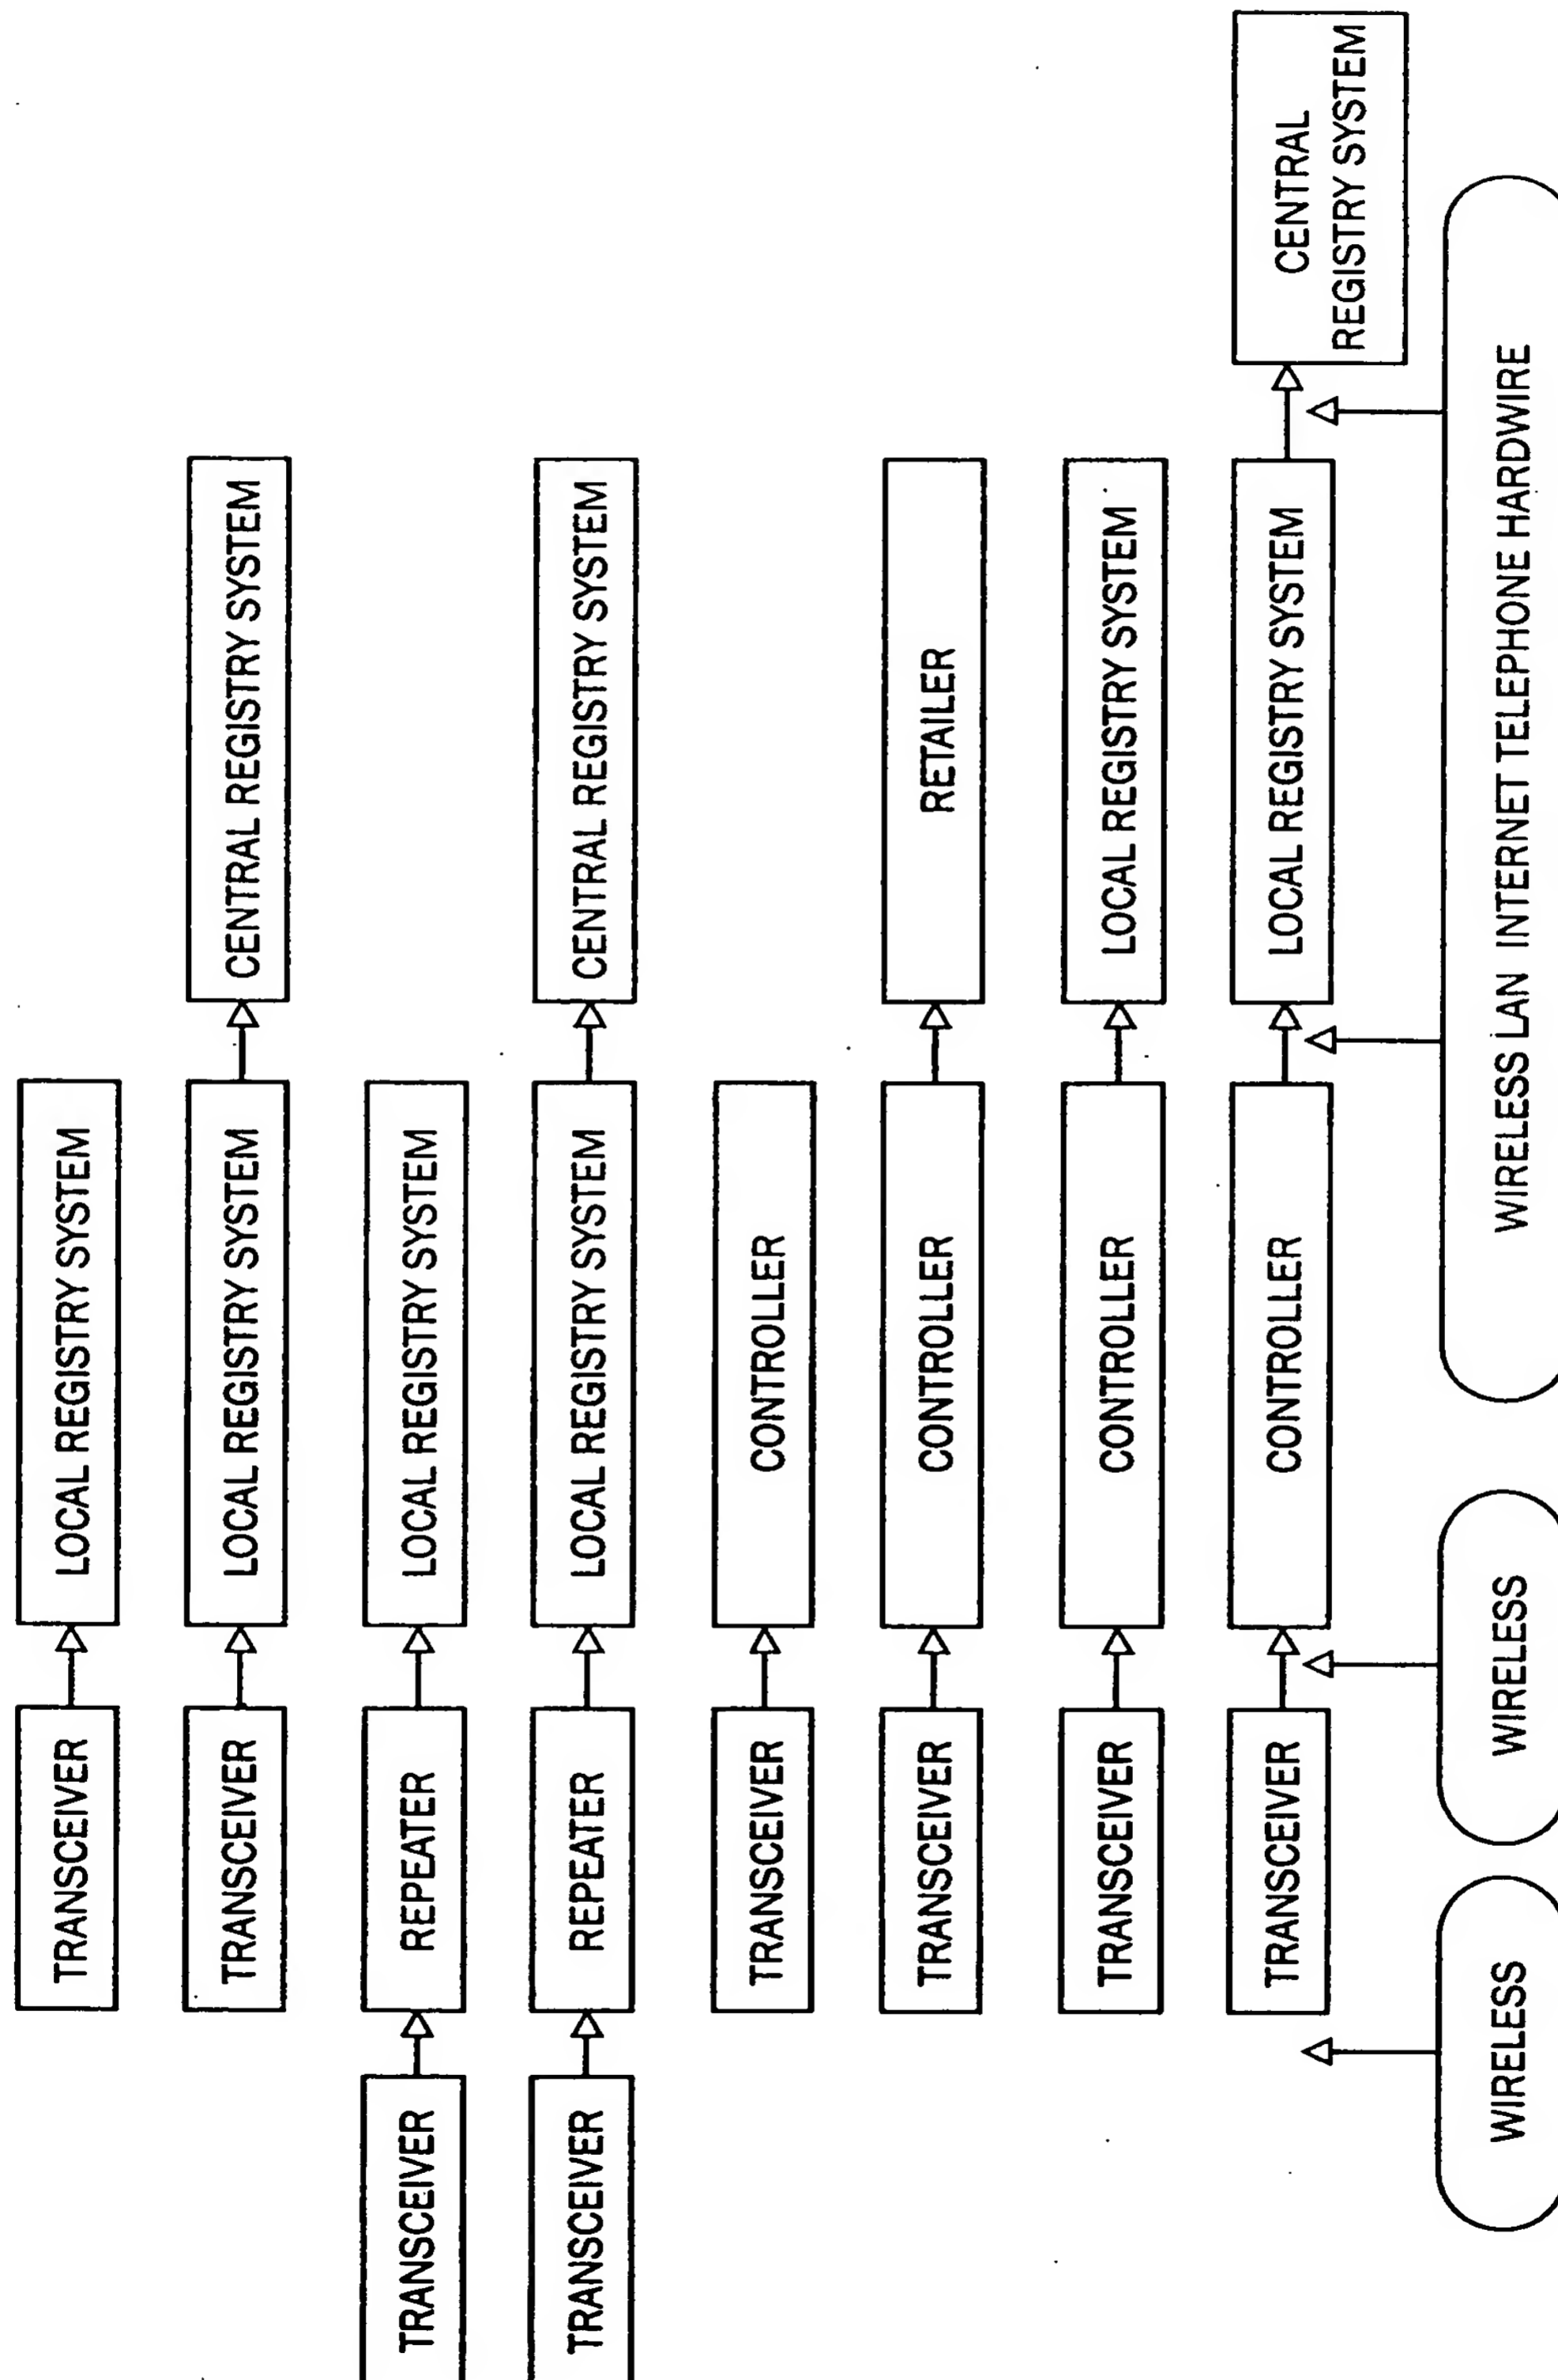 TRANSCEIVER
LOCAL REGISTRY SYSTEM
TRANSCEIVER
LOCAL REGISTRY SYSTEM
CENTRAL REGISTRY SYSTEM
TRANSCEIVER
REPEATER
LOCAL REGISTRY SYSTEM
TRANSCEIVER
REPEATER
LOCAL REGISTRY SYSTEM
CENTRAL REGISTRY SYSTEM
TRANSCEIVER
CONTROLLER
TRANSCEIVER
CONTROLLER
RETAILER
TRANSCEIVER
CONTROLLER
LOCAL REGISTRY SYSTEM
TRANSCEIVER
CONTROLLER
LOCAL REGISTRY SYSTEM
CENTRAL
REGISTRY SYSTEM
WIRELESS
WIRELESS
WIRELESS LAN INTERNET TELEPHONE HARDWIRE